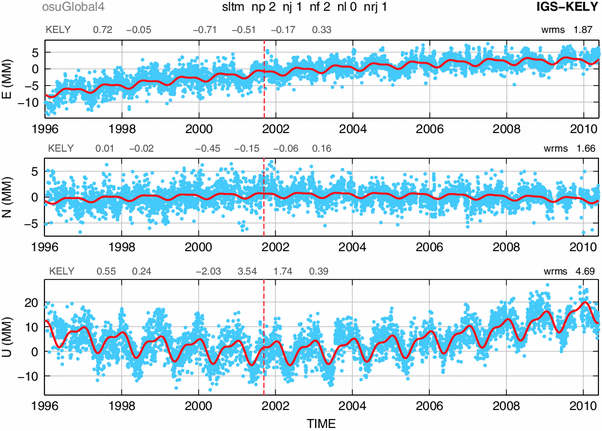 osuGlobal4 sltm np 2 nj 1 nf 2 nl 0 nrj 1 IGS−KELY
KELY 0.72 −0.05 −0.71 −0.51 −0.17 0.33 wrms 1.87
E (MM)
5
0
−5
−10
1996 1998 2000 2002 2004 2006 2008 2010
KELY 0.01 −0.02 −0.45 −0.15 −0.06 0.16 wrms 1.66
N (MM)
5
0
−5
1996 1998 2000 2002 2004 2006 2008 2010
KELY 0.55 0.24 −2.03 3.54 1.74 0.39 wrms 4.69
U (MM)
20
10
0
−10
1996 1998 2000 2002 2004 2006 2008 2010
TIME